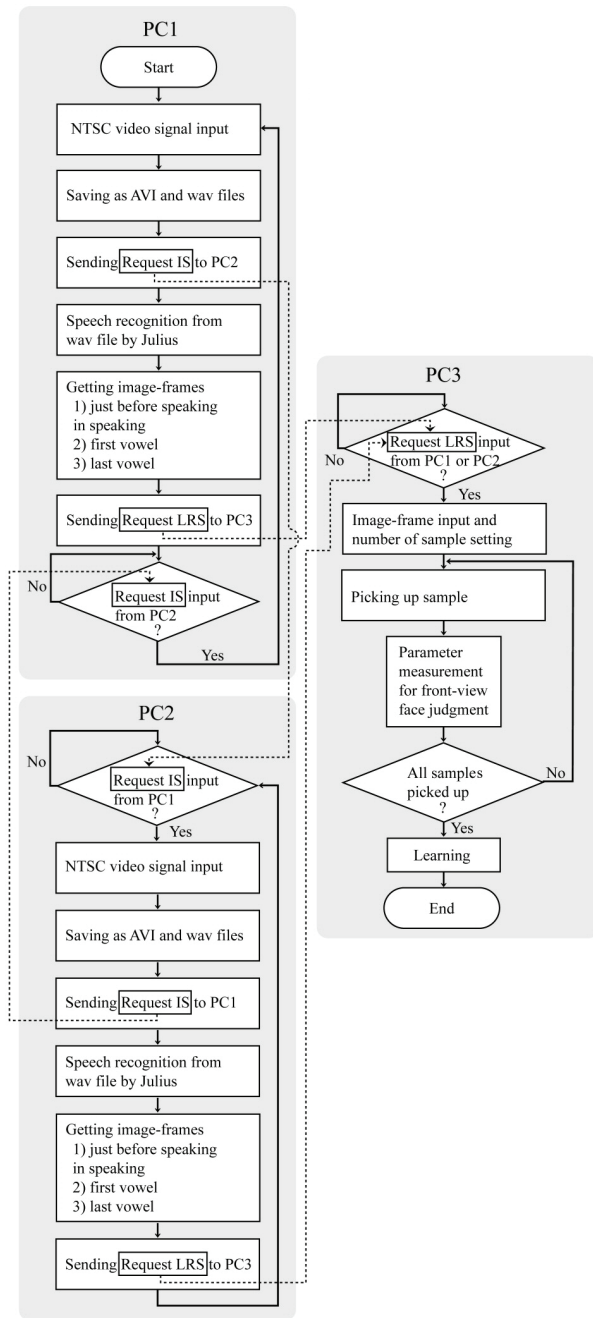 PC1
Start
NTSC video signal input
Saving as AVI and wav files
Sending Request IS to PC2
Speech recognition from
wav file by Julius
Getting image-frames
1) just before speaking
in speaking
2) first vowel
3) last vowel
Sending Request LRS to PC3
No
Request IS input
from PC2
?
Yes
PC2
No
Request IS input
from PC1
?
Yes
NTSC video signal input
Saving as AVI and wav files
Sending Request IS to PC1
Speech recognition from
wav file by Julius
Getting image-frames
1) just before speaking
in speaking
2) first vowel
3) last vowel
Sending Request LRS to PC3
PC3
Request LRS input
No
from PC1 or PC2
?
Yes
Image-frame input and
number of sample setting
Picking up sample
Parameter
measurement
for front-view
face judgment
All samples
picked up
?
No
Yes
Learning
End